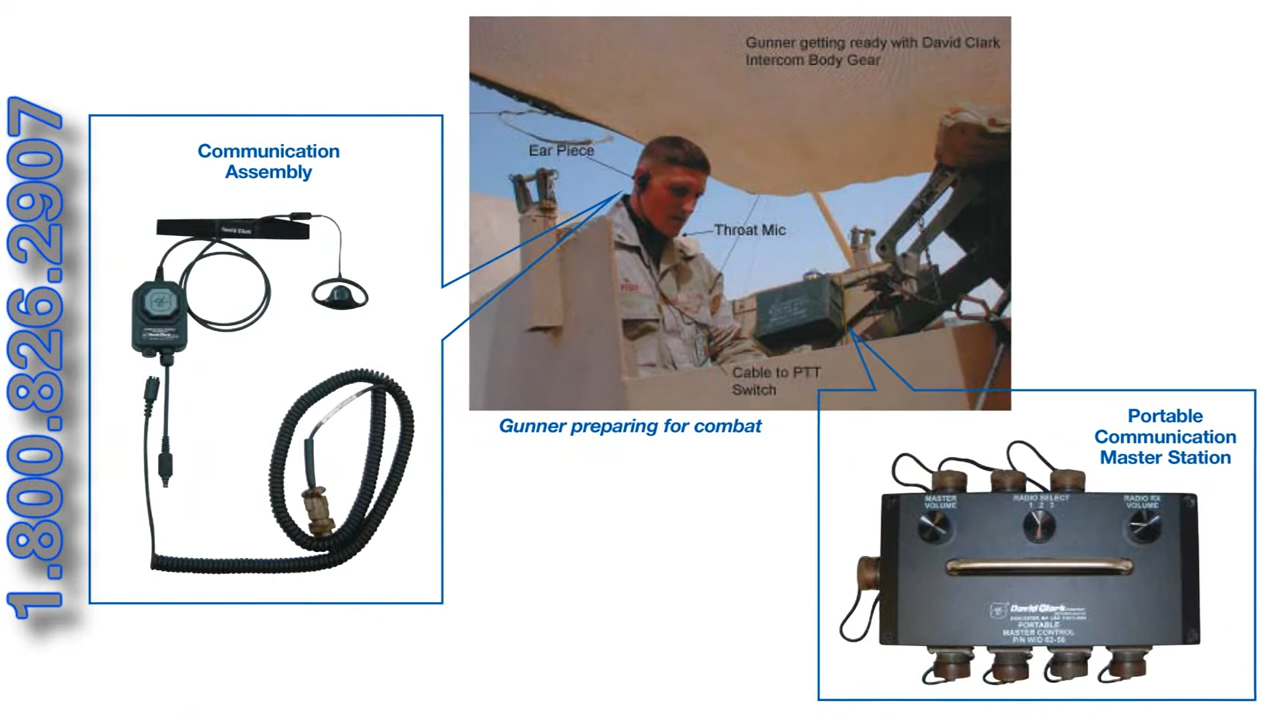 1.800.826.2907
Communication
Assembly
David Clark
Gunner getting ready with David Clark
Intercom Body Gear
Ear Piece
Throat Mic
Cable to PTT
Switch
Gunner preparing for combat
Portable
Communication
Master Station
MASTER
VOLUME
RADIO SELECT
1 2 3
RADIO RX
VOLUME
David Clark
PORTABLE
MASTER CONTROL